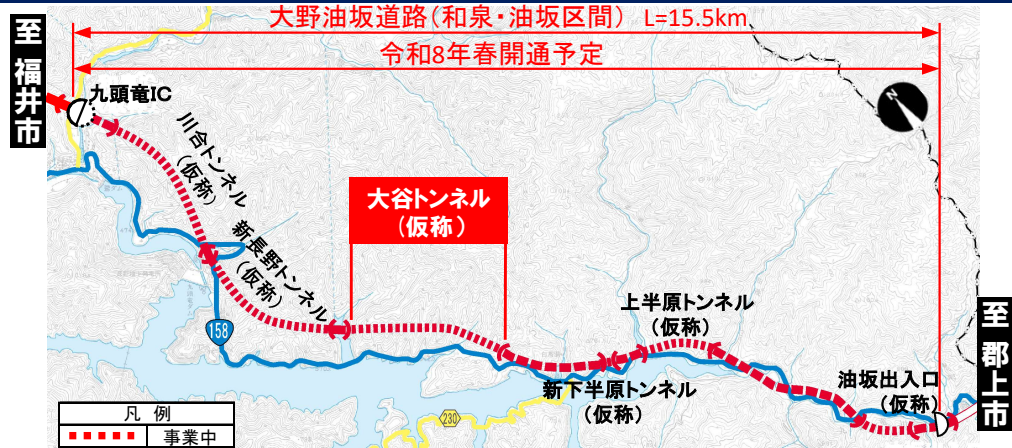 大野油坂道路(和泉・油坂区間) L=15.5km
令和8年春開通予定
至 福井市
九頭竜IC
川合トンネル
(仮称)
新長野トンネル
(仮称)
大谷トンネル
(仮称)
158
上半原トンネル
(仮称)
新下半原トンネル
(仮称)
230
油坂出入口
(仮称)
至 郡上市
N
凡 例
事業中